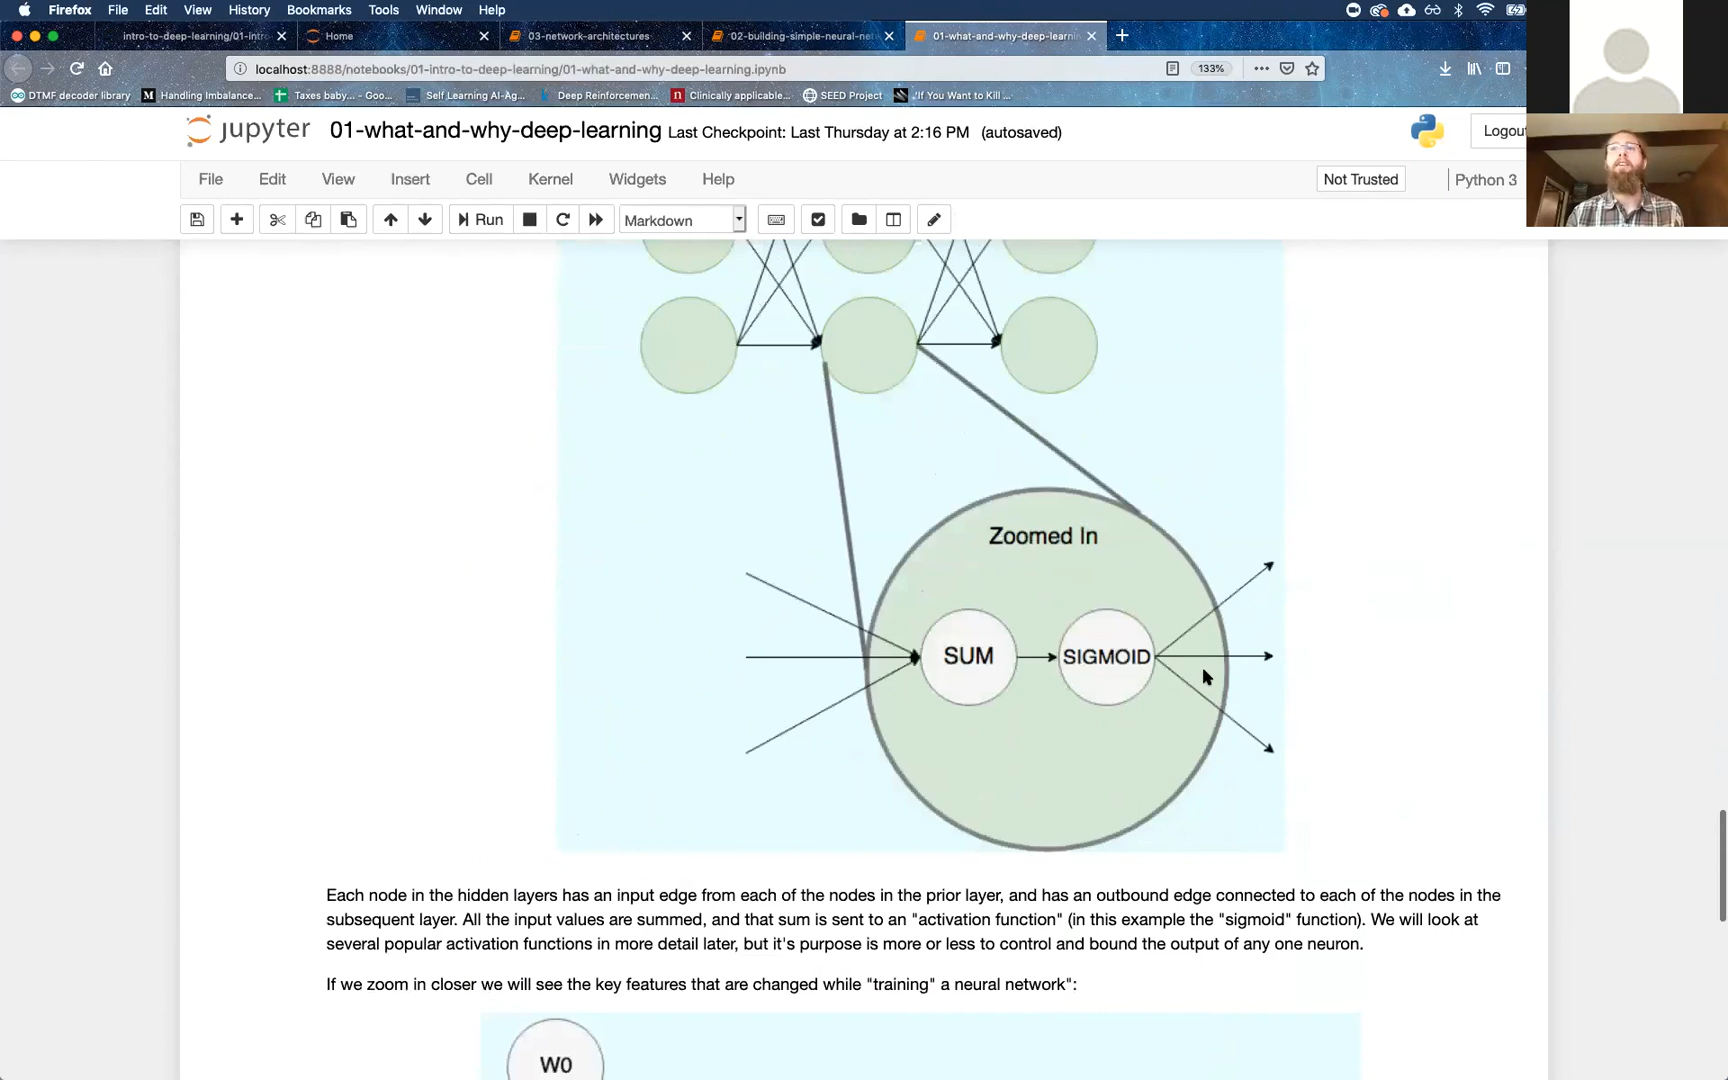 Firefox File Edit View History Bookmarks Tools Window Help
intro-to-deep-learning/01-intro
Home
03-network-architectures
02-building-simple-neural-net
01-what-and-why-deep-learnin
localhost:8888/notebooks/01-intro-to-deep-learning/01-what-and-why-deep-learning.ipynb
133%
DTMF decoder library
Handling Imbalance...
Taxes baby... - Goo...
Self Learning AI-Ag...
Deep Reinforcemen...
Clinically applicable...
SEED Project
'If You Want to Kill ...
jupyter 01-what-and-why-deep-learning Last Checkpoint: Last Thursday at 2:16 PM (autosaved)
Logout
File Edit View Insert Cell Kernel Widgets Help
Not Trusted
Python 3
Run
Markdown
Zoomed In
SUM
SIGMOID
Each node in the hidden layers has an input edge from each of the nodes in the prior layer, and has an outbound edge connected to each of the nodes in the
subsequent layer. All the input values are summed, and that sum is sent to an "activation function" (in this example the "sigmoid" function). We will look at
several popular activation functions in more detail later, but it's purpose is more or less to control and bound the output of any one neuron.
If we zoom in closer we will see the key features that are changed while "training" a neural network":
W0